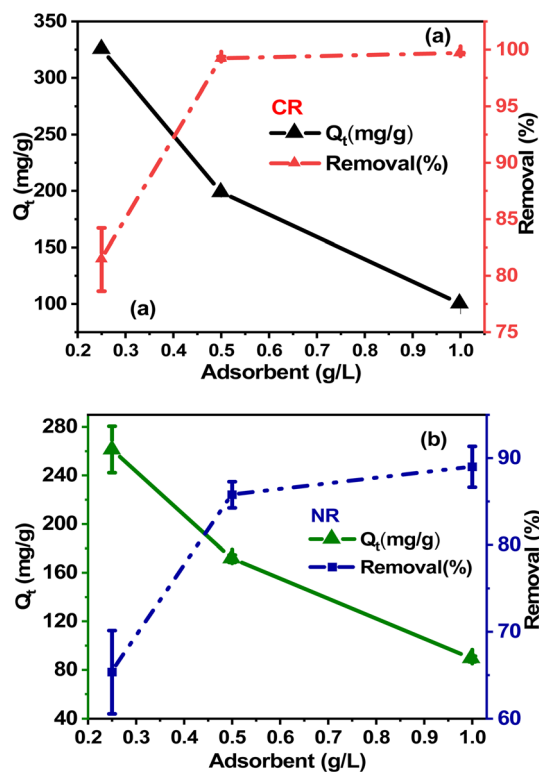 (a)
350
300
250
200
150
100
Qt (mg/g)
CR
Qt(mg/g)
Removal(%)
(a)
100
95
90
85
80
75
Removal (%)
0.2 0.3 0.4 0.5 0.6 0.7 0.8 0.9 1.0
Adsorbent (g/L)
280
240
200
160
120
80
40
Qt (mg/g)
(b)
NR
Qt(mg/g)
Removal(%)
90
80
70
60
Removal (%)
0.2 0.3 0.4 0.5 0.6 0.7 0.8 0.9 1.0
Adsorbent (g/L)